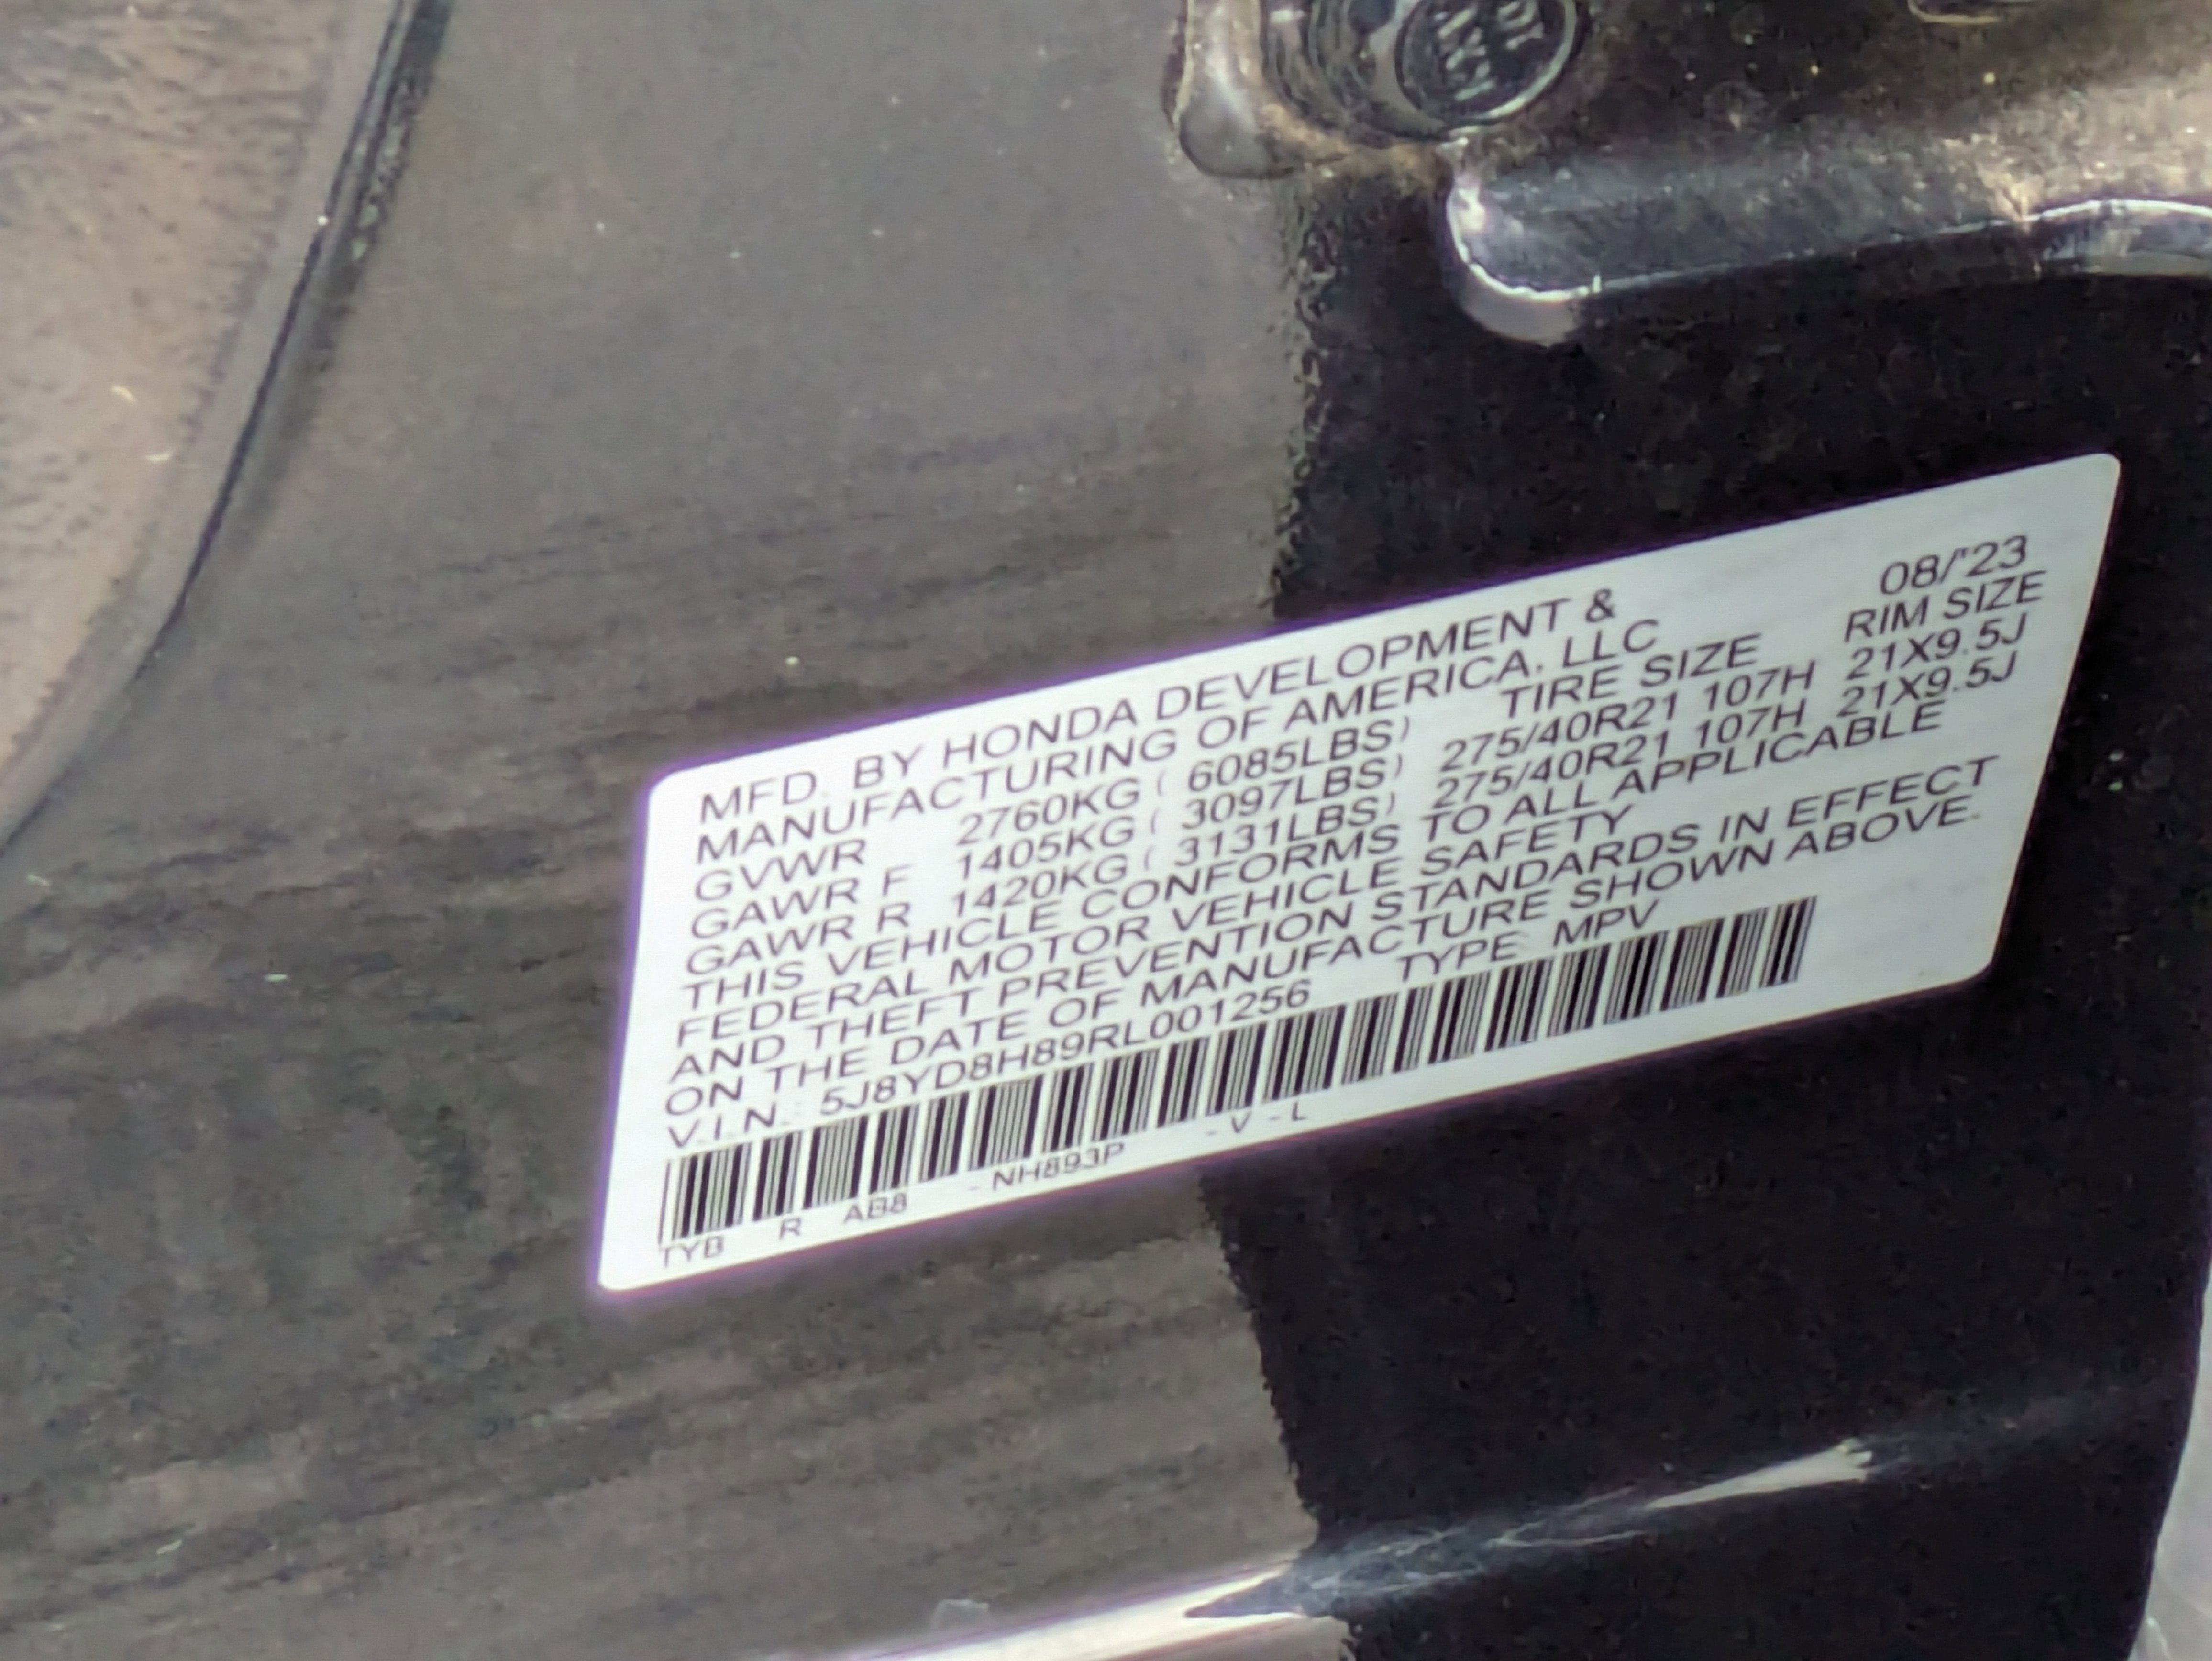 08/'23
MFD. BY HONDA DEVELOPMENT &
MANUFACTURING OF AMERICA, LLC
GVWR 2760KG ( 6085LBS) TIRE SIZE RIM SIZE
GAWR F 1405KG ( 3097LBS) 275/40R21 107H 21X9.5J
GAWR R 1420KG ( 3131LBS) 275/40R21 107H 21X9.5J
THIS VEHICLE CONFORMS TO ALL APPLICABLE
FEDERAL MOTOR VEHICLE SAFETY
AND THEFT PREVENTION STANDARDS IN EFFECT
ON THE DATE OF MANUFACTURE SHOWN ABOVE.
V.I.N. 5J8YD8H89RL001256 TYPE MPV
TYB R AB8 - NH893P - V - L